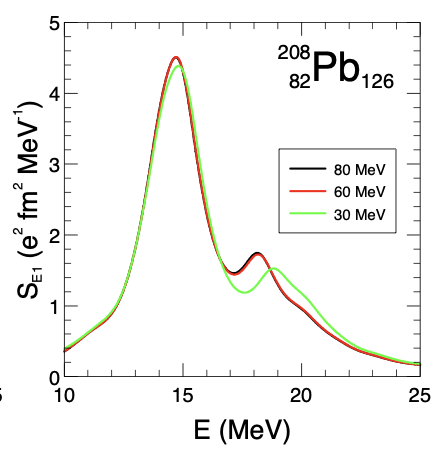 5
4
3
2
1
0
S_E1 (e² fm² MeV⁻¹)
²⁰⁸₈₂Pb₁₂₆
80 MeV
60 MeV
30 MeV
10 15 20 25
E (MeV)